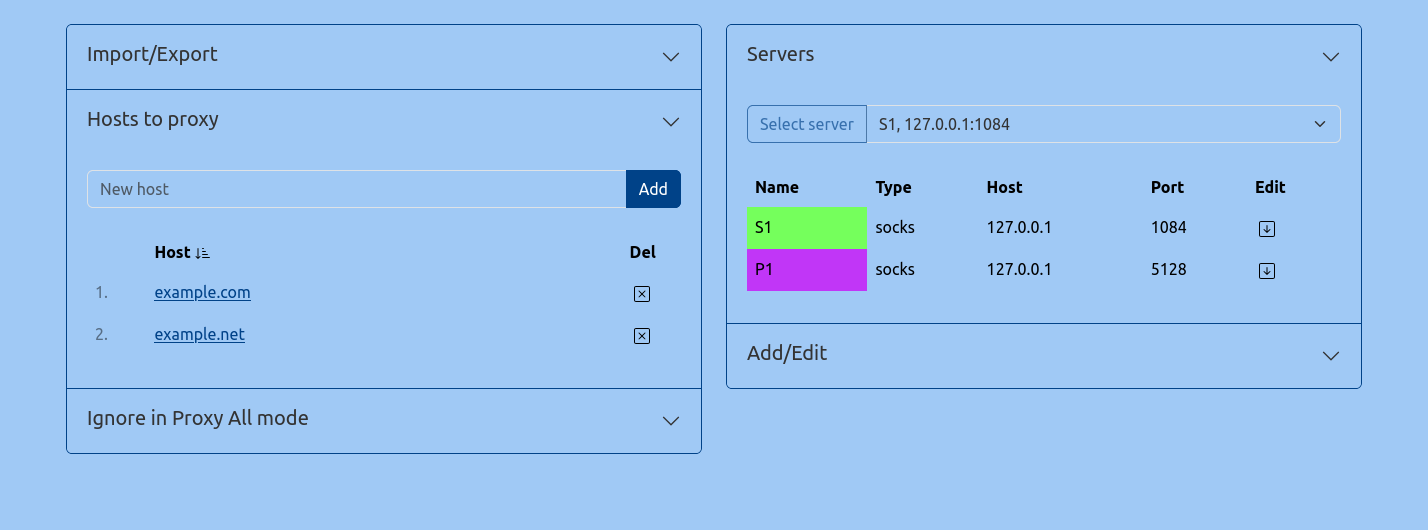 Import/Export
Hosts to proxy
New host Add
Host Del
1. example.com
2. example.net
Ignore in Proxy All mode
Servers
Select server S1, 127.0.0.1:1084
Name Type Host Port Edit
S1 socks 127.0.0.1 1084
P1 socks 127.0.0.1 5128
Add/Edit